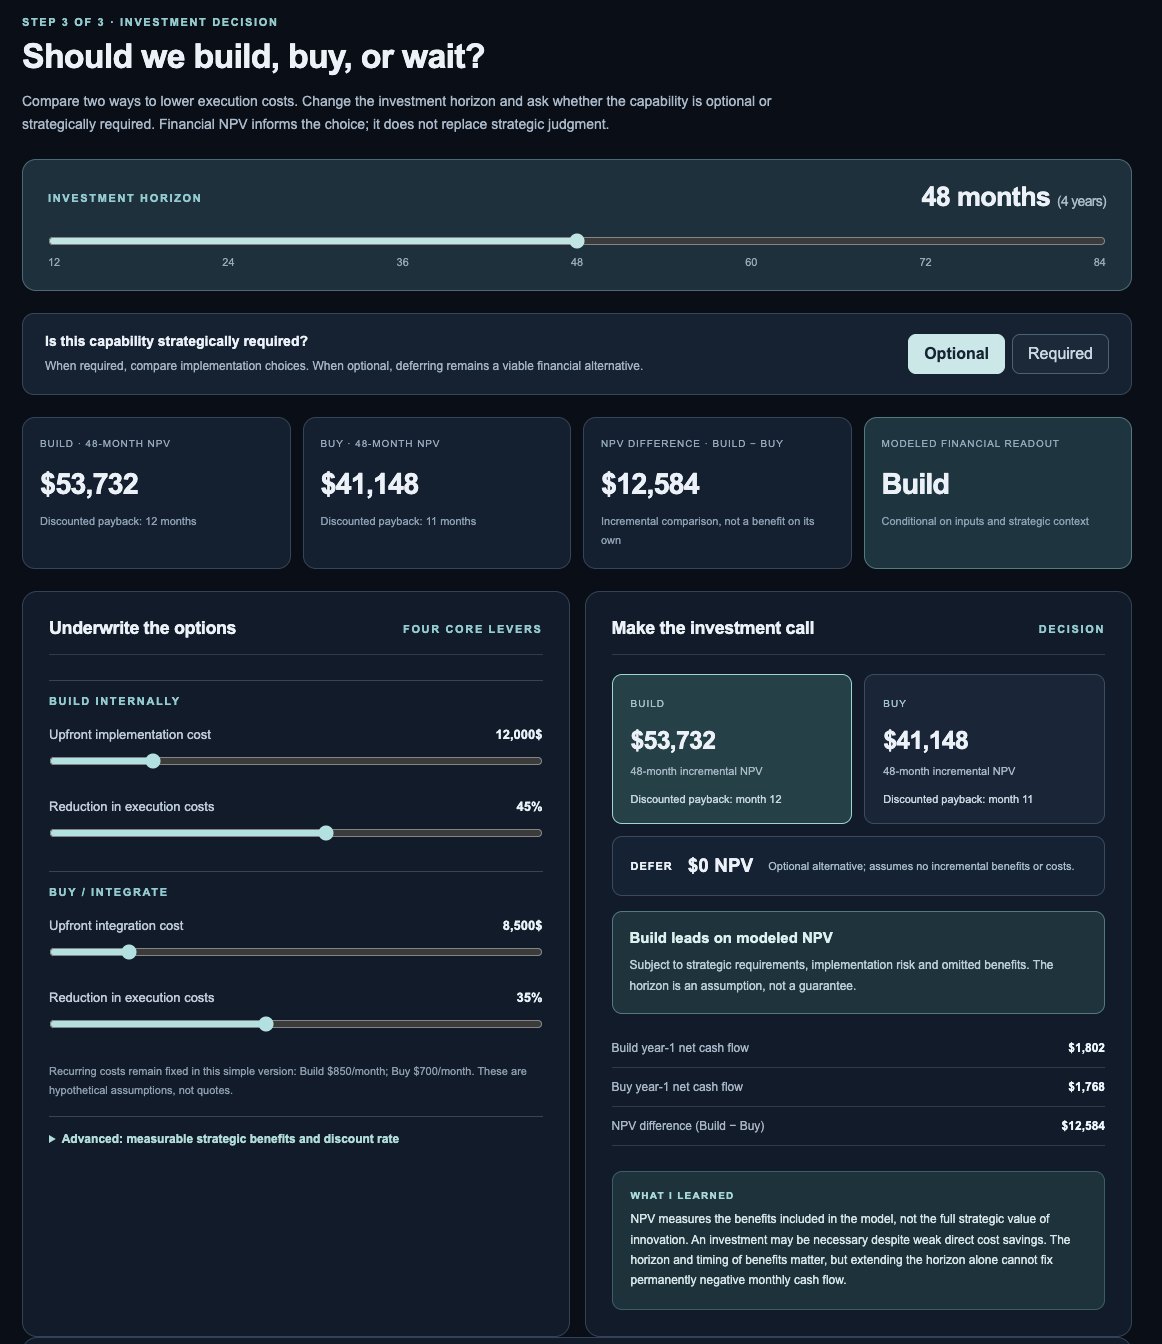 STEP 3 OF 3 · INVESTMENT DECISION
Should we build, buy, or wait?
Compare two ways to lower execution costs. Change the investment horizon and ask whether the capability is optional or
strategically required. Financial NPV informs the choice; it does not replace strategic judgment.
INVESTMENT HORIZON
48 months (4 years)
12 24 36 48 60 72 84
Is this capability strategically required?
When required, compare implementation choices. When optional, deferring remains a viable financial alternative.
Optional
Required
BUILD · 48-MONTH NPV
$53,732
Discounted payback: 12 months
BUY · 48-MONTH NPV
$41,148
Discounted payback: 11 months
NPV DIFFERENCE · BUILD − BUY
$12,584
Incremental comparison, not a benefit on its
own
MODELED FINANCIAL READOUT
Build
Conditional on inputs and strategic context
Underwrite the options
FOUR CORE LEVERS
BUILD INTERNALLY
Upfront implementation cost 12,000$
Reduction in execution costs 45%
BUY / INTEGRATE
Upfront integration cost 8,500$
Reduction in execution costs 35%
Recurring costs remain fixed in this simple version: Build $850/month; Buy $700/month. These are
hypothetical assumptions, not quotes.
▶ Advanced: measurable strategic benefits and discount rate
Make the investment call
DECISION
BUILD
$53,732
48-month incremental NPV
Discounted payback: month 12
BUY
$41,148
48-month incremental NPV
Discounted payback: month 11
DEFER $0 NPV Optional alternative; assumes no incremental benefits or costs.
Build leads on modeled NPV
Subject to strategic requirements, implementation risk and omitted benefits. The
horizon is an assumption, not a guarantee.
Build year-1 net cash flow $1,802
Buy year-1 net cash flow $1,768
NPV difference (Build − Buy) $12,584
WHAT I LEARNED
NPV measures the benefits included in the model, not the full strategic value of
innovation. An investment may be necessary despite weak direct cost savings. The
horizon and timing of benefits matter, but extending the horizon alone cannot fix
permanently negative monthly cash flow.